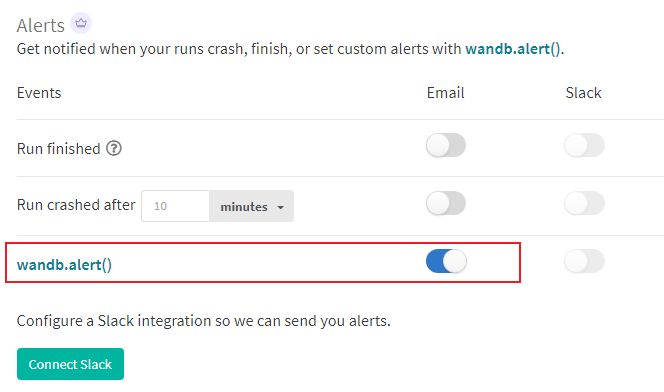 Alerts
Get notified when your runs crash, finish, or set custom alerts with wandb.alert().
Events Email Slack
Run finished ?
Run crashed after 10 minutes
wandb.alert()
Configure a Slack integration so we can send you alerts.
Connect Slack